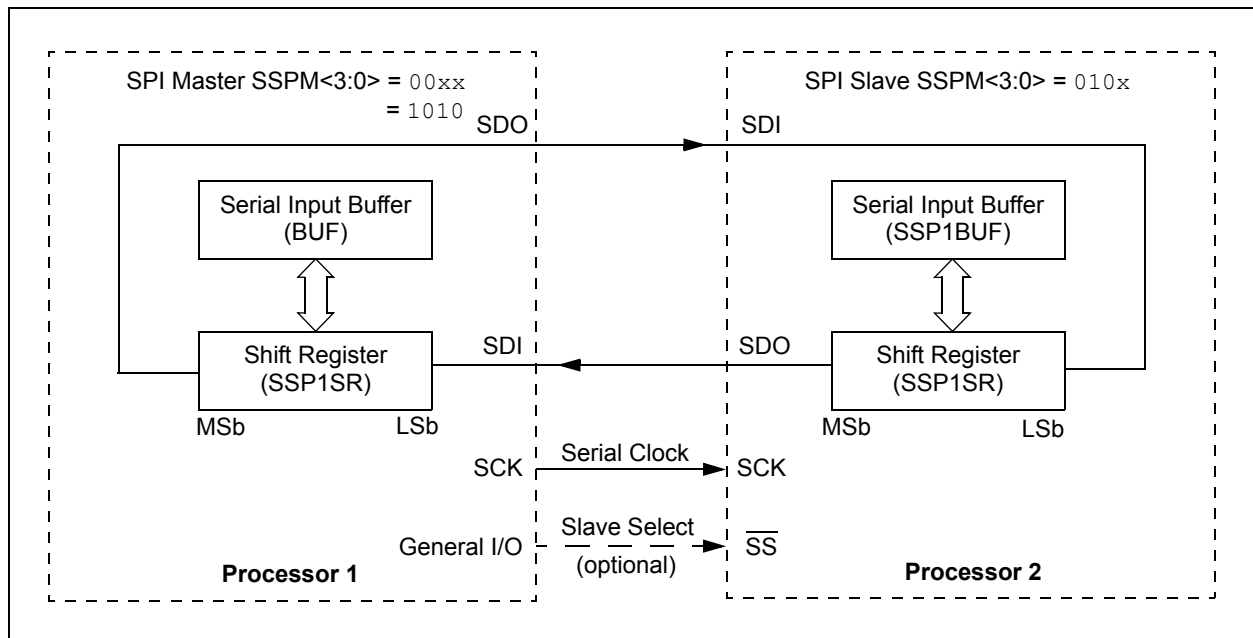 SPI Master SSPM<3:0> = 00xx
= 1010
SPI Slave SSPM<3:0> = 010x
SDO
SDI
Serial Input Buffer
(BUF)
Serial Input Buffer
(SSP1BUF)
SDI
SDO
Shift Register
(SSP1SR)
Shift Register
(SSP1SR)
MSb
LSb
MSb
LSb
SCK
Serial Clock
SCK
General I/O
Slave Select
(optional)
SS
Processor 1
Processor 2